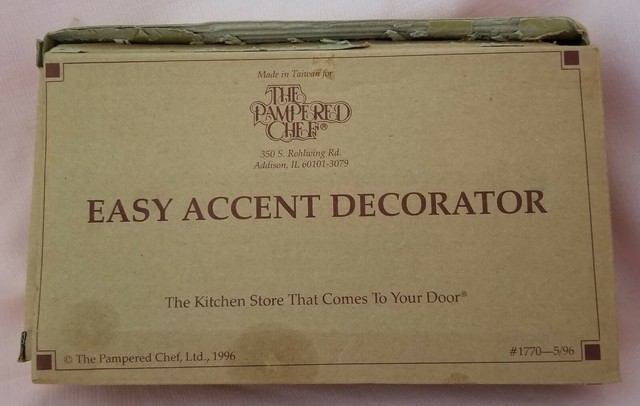 Made in Taiwan for
THE
PAMPERED
CHEF®
350 S. Rohlwing Rd.
Addison, IL 60101-3079
EASY ACCENT DECORATOR
The Kitchen Store That Comes To Your Door®
© The Pampered Chef, Ltd., 1996
#1770—5/96